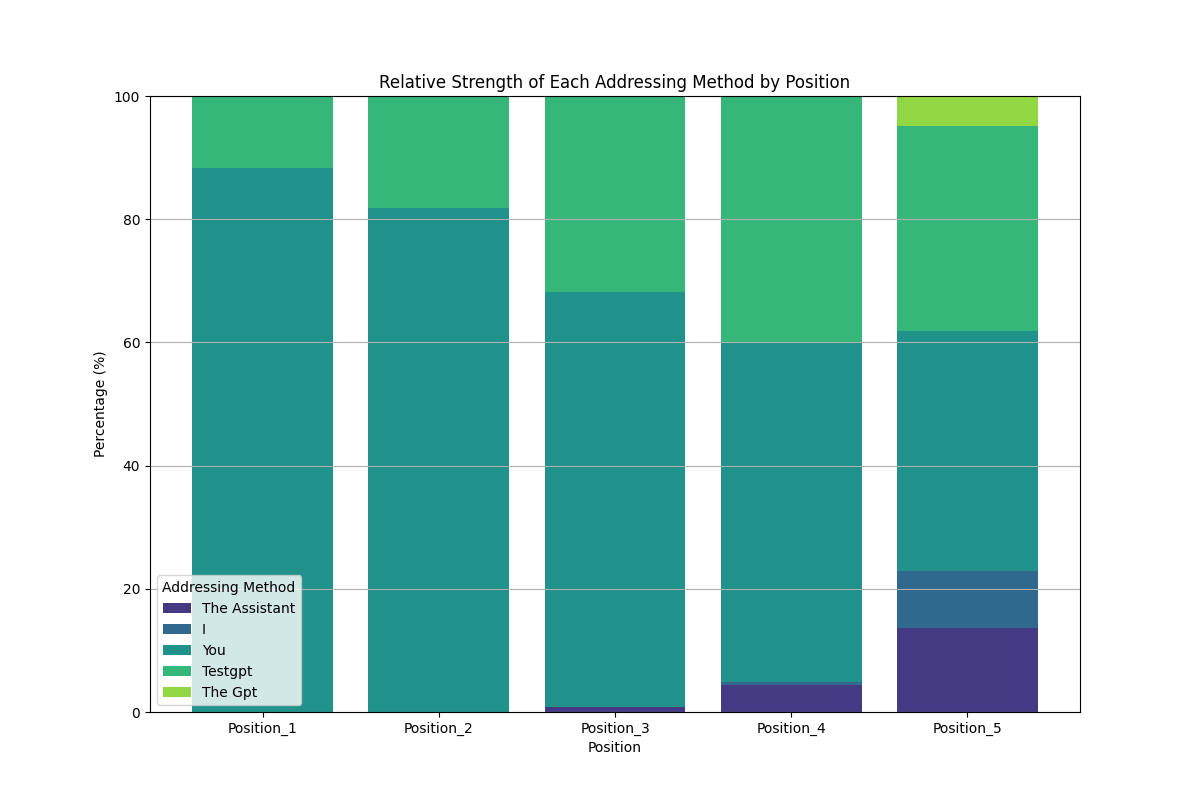 Relative Strength of Each Addressing Method by Position
100
80
60
40
20
0
Percentage (%)
Addressing Method
The Assistant
I
You
Testgpt
The Gpt
Position_1
Position_2
Position_3
Position_4
Position_5
Position